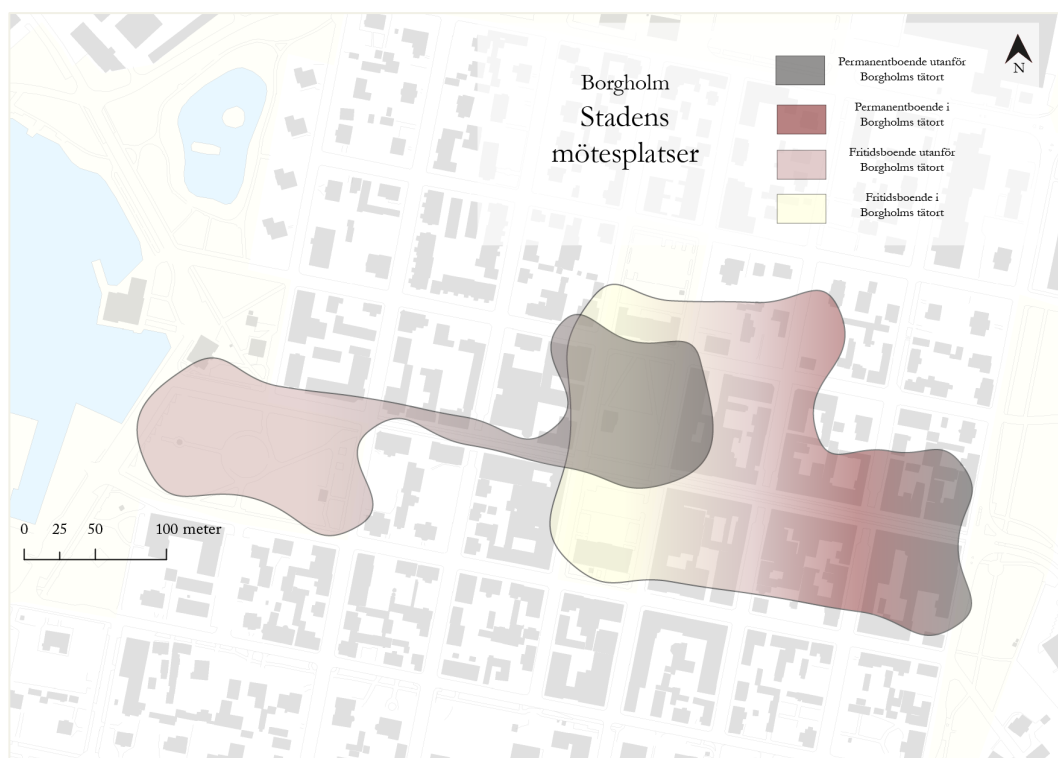 Borgholm
Stadens
mötesplatser
Permanentboende utanför
Borgholms tätort
Permanentboende i
Borgholms tätort
Fritidsboende utanför
Borgholms tätort
Fritidsboende i
Borgholms tätort
N
0 25 50 100 meter